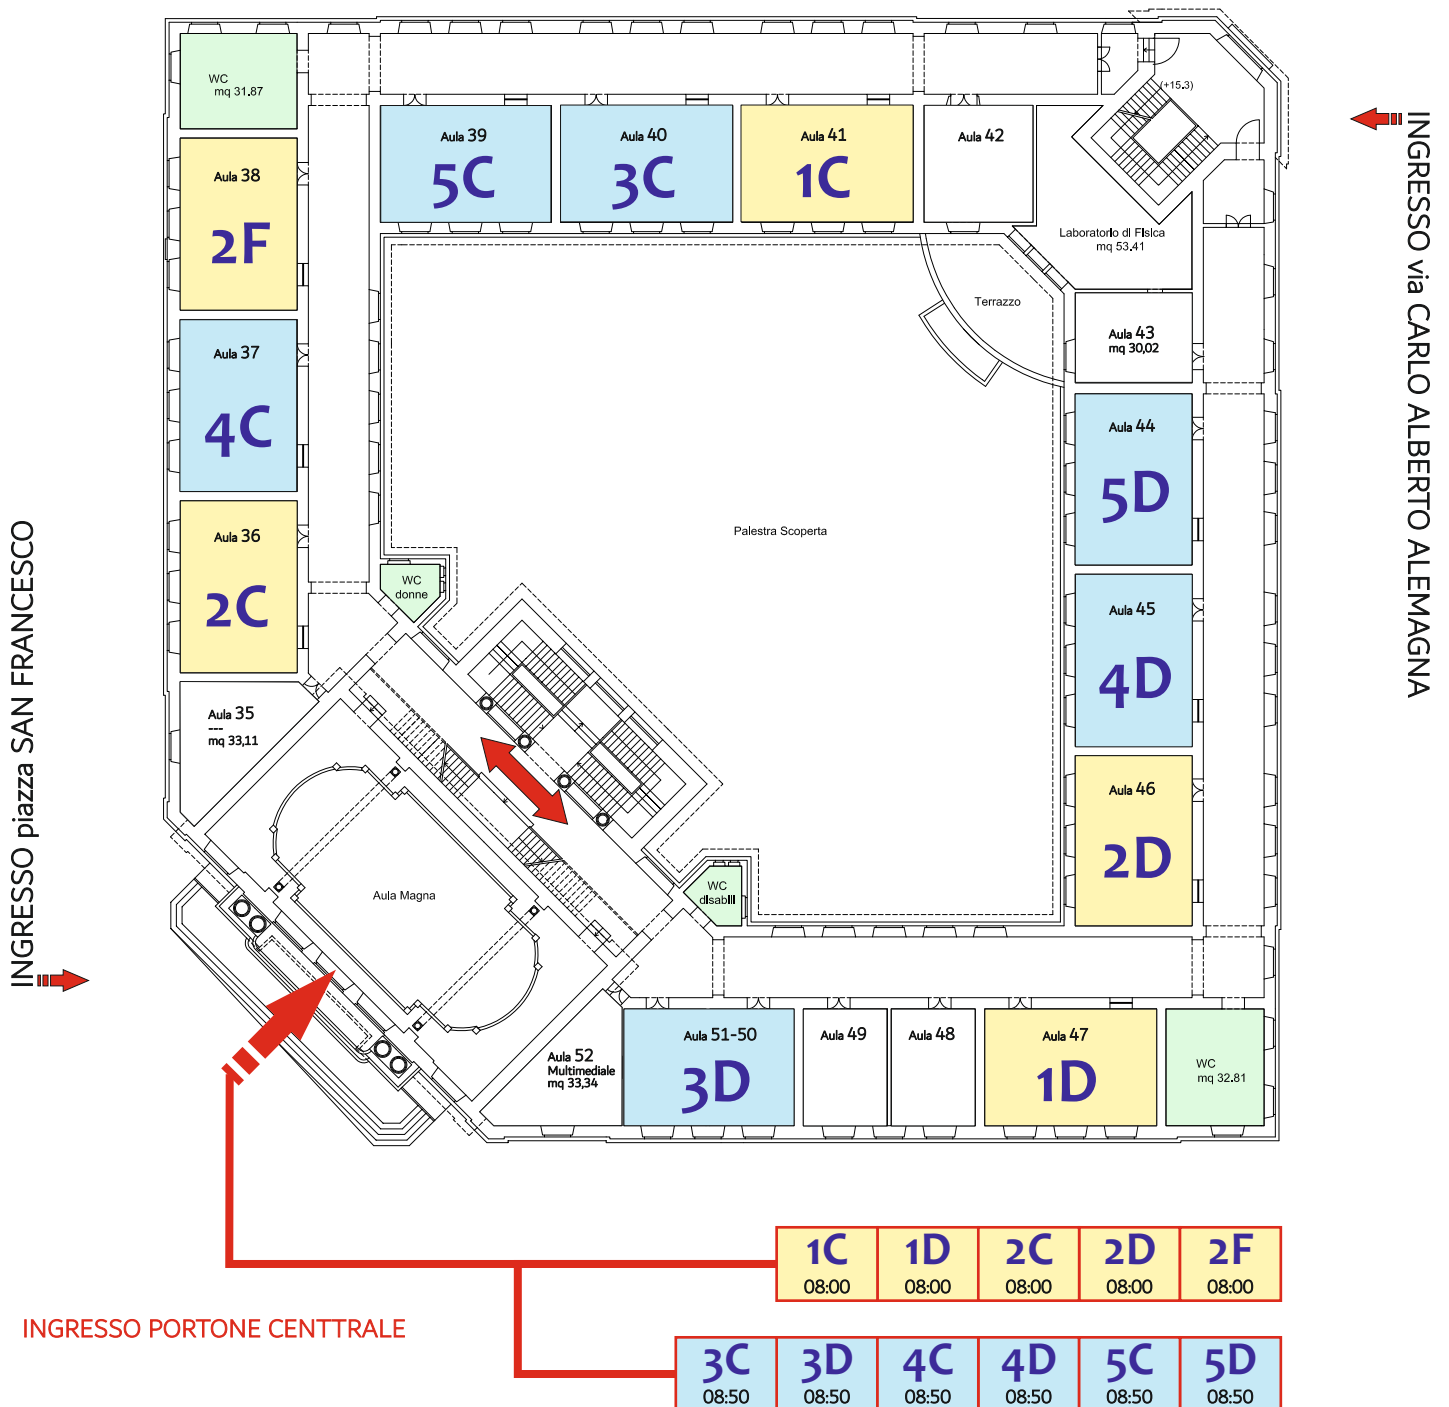 WC
mq 31.87
Aula 39
5C
Aula 40
3C
Aula 41
1C
Aula 42
(+15.3)
Aula 38
2F
Laboratorio di Fisica
mq 53.41
Terrazzo
Aula 43
mq 30,02
Aula 37
4C
Aula 44
5D
Palestra Scoperta
Aula 36
2C
WC
donne
Aula 45
4D
Aula 35
---
mq 33,11
Aula 46
2D
Aula Magna
WC
disabili
Aula 52
Multimediale
mq 33,34
Aula 51-50
3D
Aula 49
Aula 48
Aula 47
1D
WC
mq 32.81
INGRESSO piazza SAN FRANCESCO
INGRESSO via CARLO ALBERTO ALEMAGNA
1C 1D 2C 2D 2F
08:00 08:00 08:00 08:00 08:00
INGRESSO PORTONE CENTTRALE
3C 3D 4C 4D 5C 5D
08:50 08:50 08:50 08:50 08:50 08:50